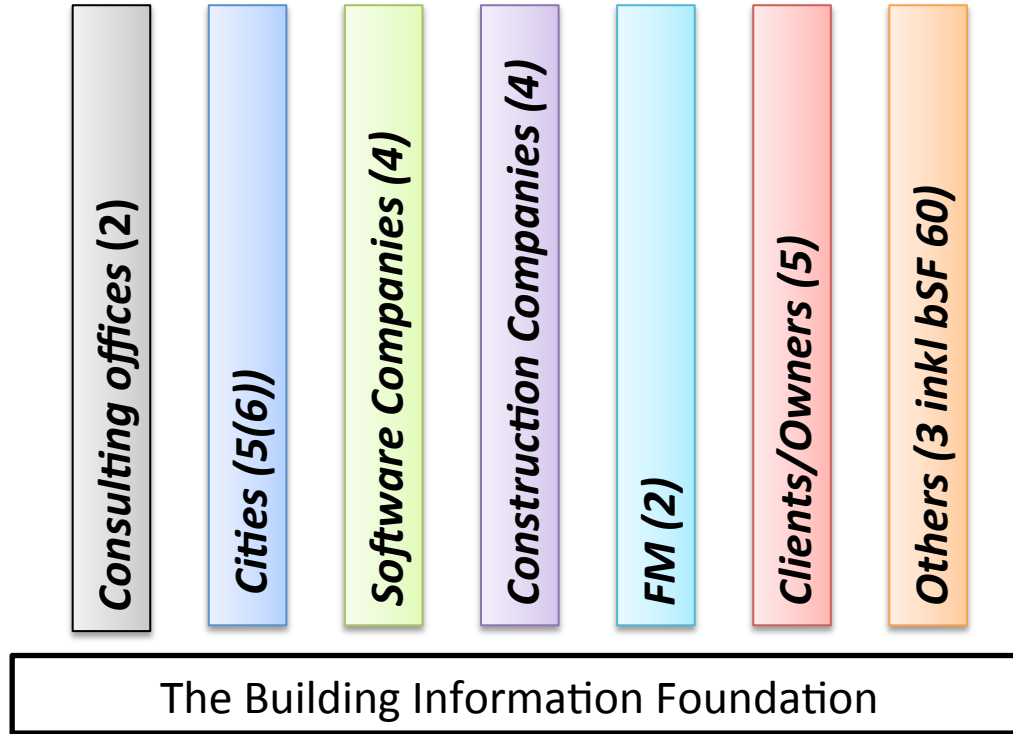 Consulting offices (2)
Cities (5(6))
Software Companies (4)
Construction Companies (4)
FM (2)
Clients/Owners (5)
Others (3 inkl bSF 60)
The Building Information Foundation